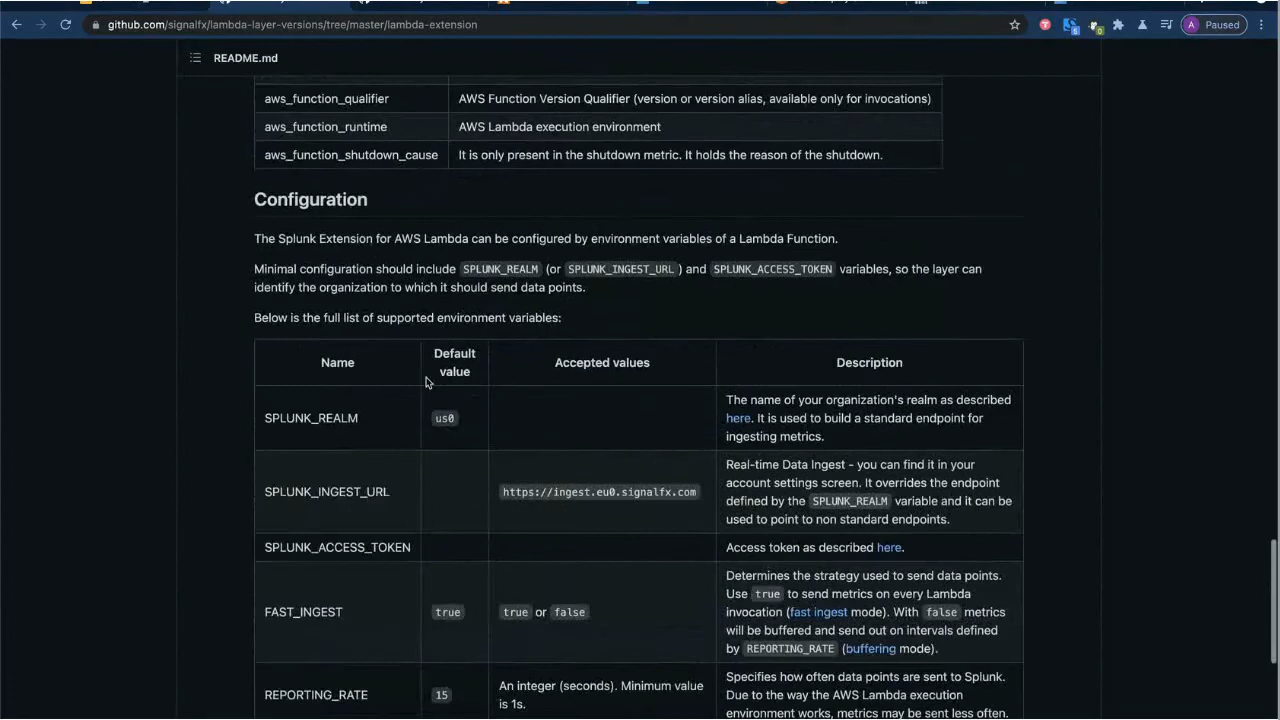 github.com/signalfx/lambda-layer-versions/tree/master/lambda-extension
A Paused
README.md
aws_function_qualifier AWS Function Version Qualifier (version or version alias, available only for invocations)
aws_function_runtime AWS Lambda execution environment
aws_function_shutdown_cause It is only present in the shutdown metric. It holds the reason of the shutdown.
Configuration
The Splunk Extension for AWS Lambda can be configured by environment variables of a Lambda Function.
Minimal configuration should include SPLUNK_REALM (or SPLUNK_INGEST_URL ) and SPLUNK_ACCESS_TOKEN variables, so the layer can
identify the organization to which it should send data points.
Below is the full list of supported environment variables:
Name
Default
value
Accepted values
Description
SPLUNK_REALM
us0
The name of your organization's realm as described
here. It is used to build a standard endpoint for
ingesting metrics.
SPLUNK_INGEST_URL
https://ingest.eu0.signalfx.com
Real-time Data Ingest - you can find it in your
account settings screen. It overrides the endpoint
defined by the SPLUNK_REALM variable and it can be
used to point to non standard endpoints.
SPLUNK_ACCESS_TOKEN
Access token as described here.
FAST_INGEST
true
true or false
Determines the strategy used to send data points.
Use true to send metrics on every Lambda
invocation (fast ingest mode). With false metrics
will be buffered and send out on intervals defined
by REPORTING_RATE (buffering mode).
REPORTING_RATE
15
An integer (seconds). Minimum value
is 1s.
Specifies how often data points are sent to Splunk.
Due to the way the AWS Lambda execution
environment works, metrics may be sent less often.